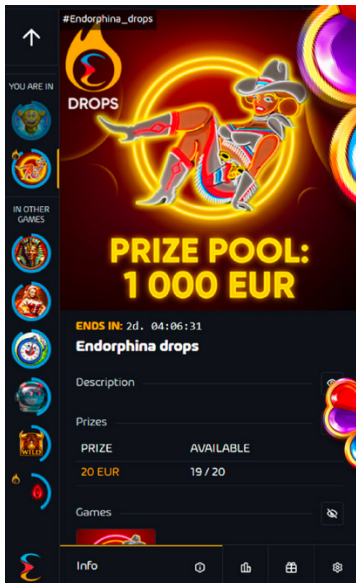 #Endorphina_drops
DROPS
YOU ARE IN
IN OTHER
GAMES
WILD
PRIZE POOL:
1 000 EUR
ENDS IN: 2d. 04:06:31
Endorphina drops
Description
Prizes
PRIZE AVAILABLE
20 EUR 19 / 20
Games
Info